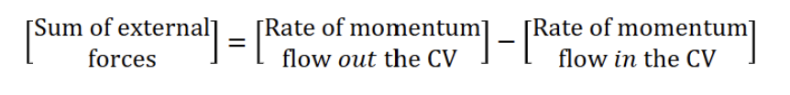 [Sum of external forces] = [Rate of momentum flow out the CV] − [Rate of momentum flow in the CV]